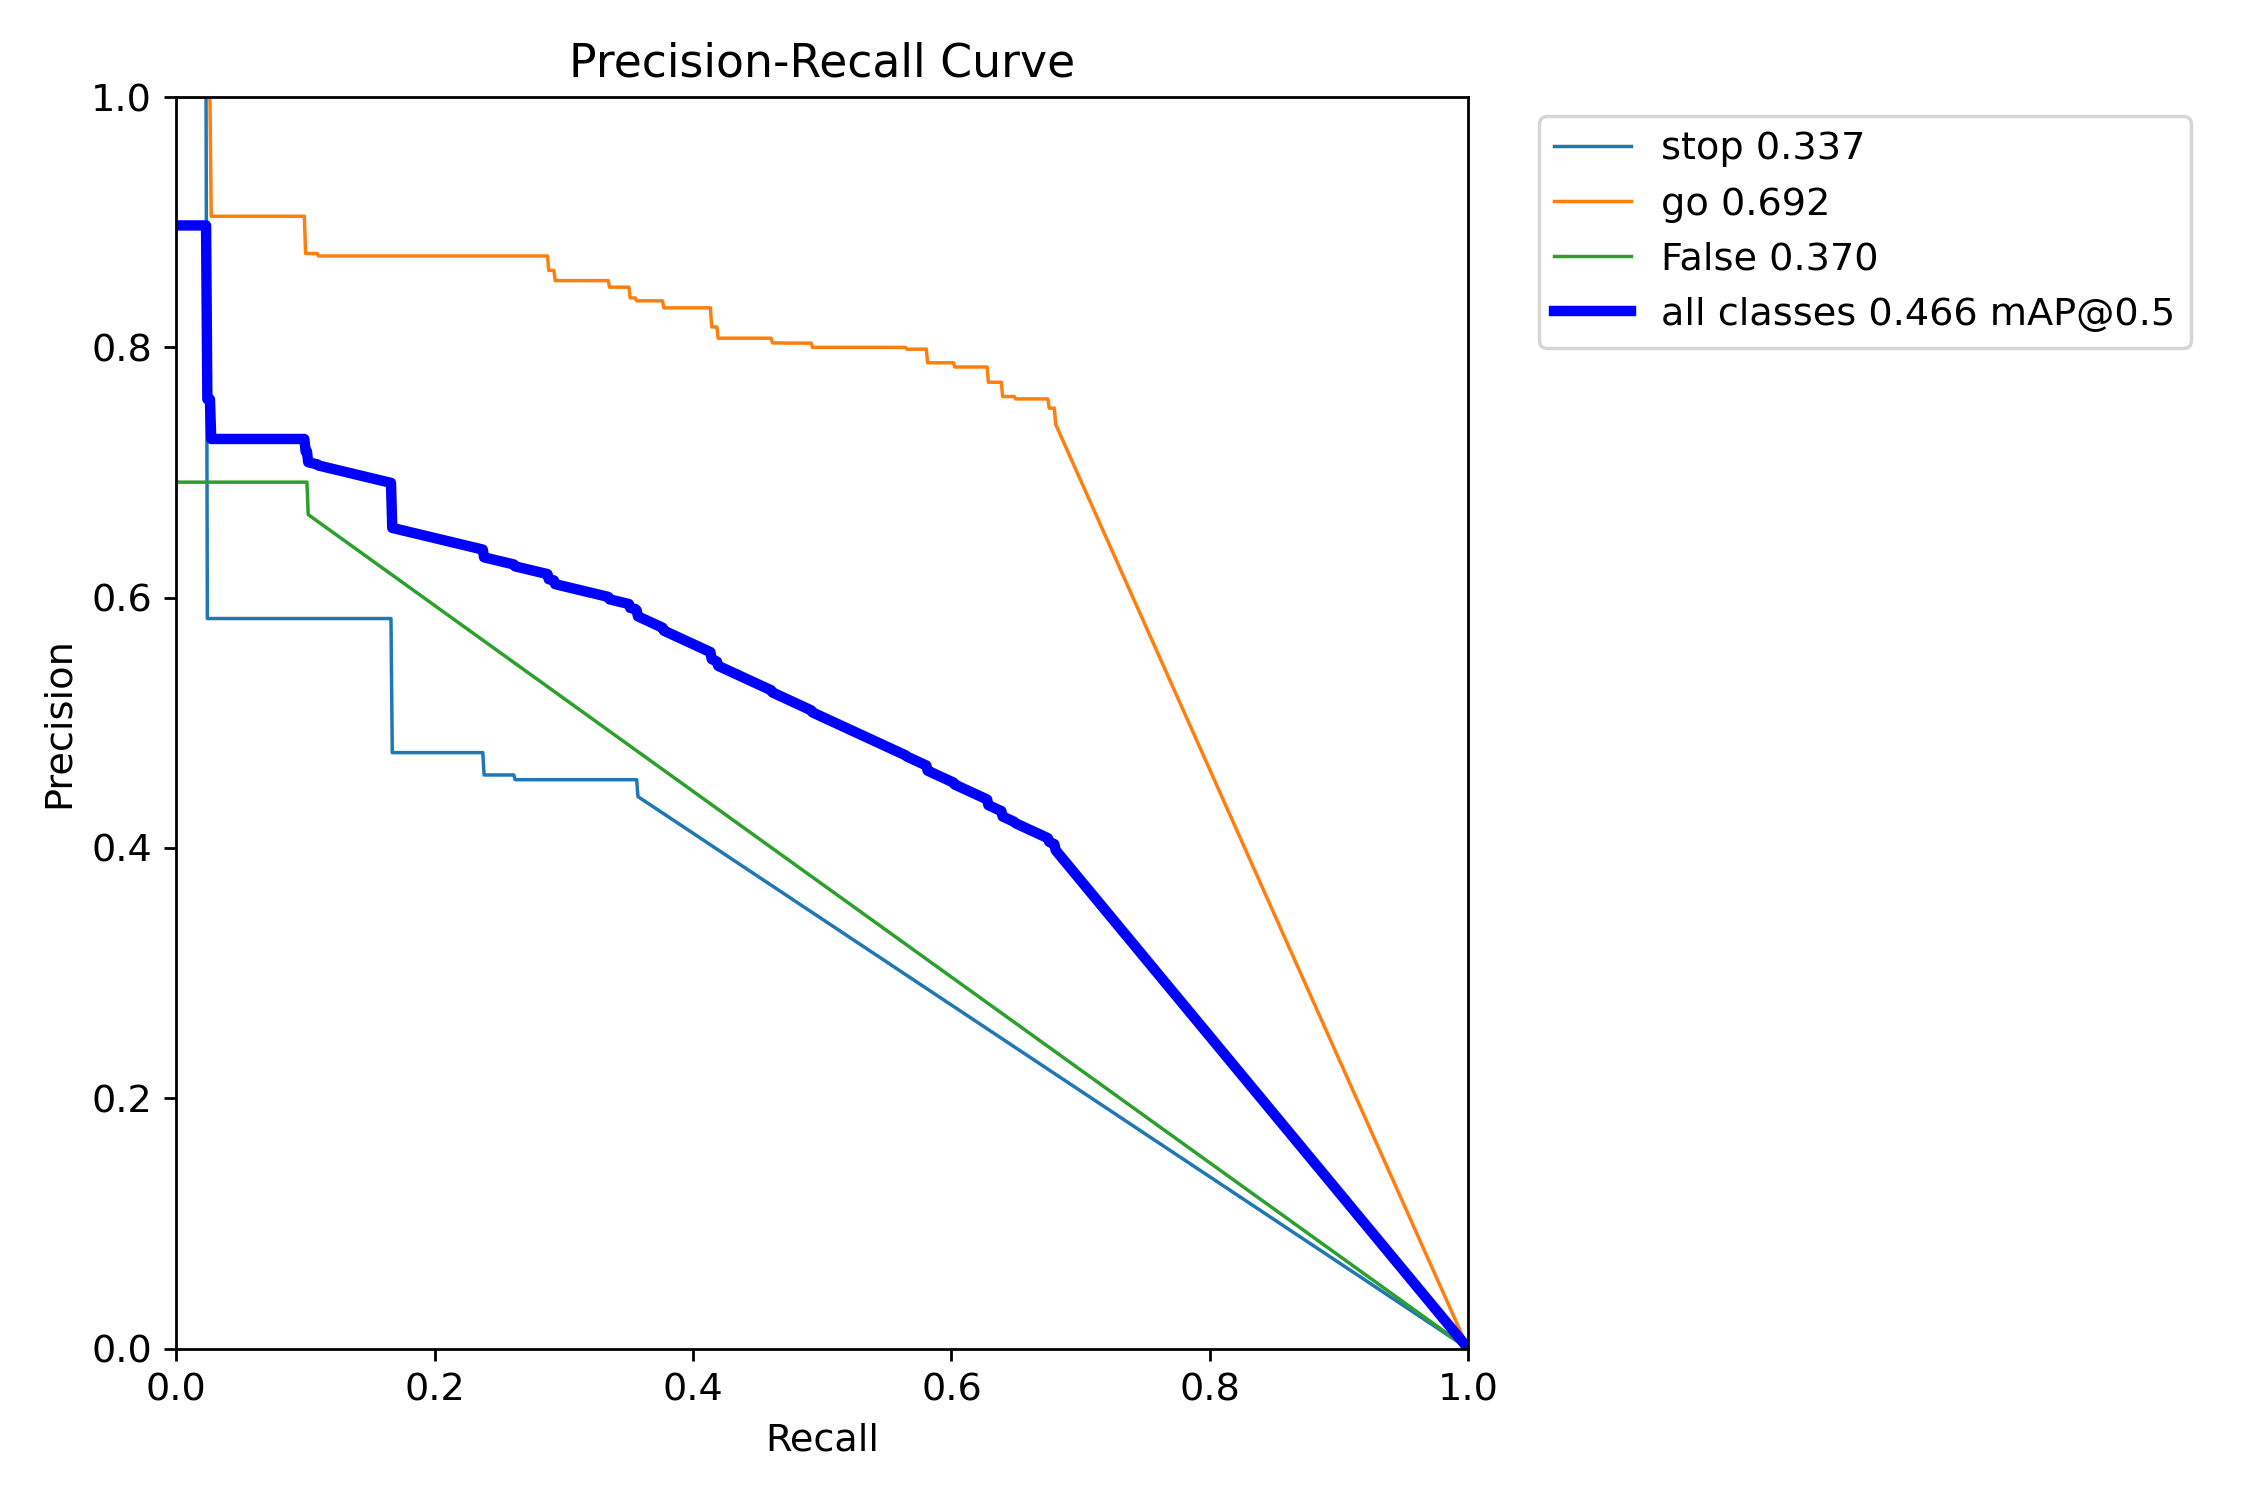 Precision-Recall Curve
1.0
0.8
0.6
0.4
0.2
0.0
Precision
0.0 0.2 0.4 0.6 0.8 1.0
Recall
stop 0.337
go 0.692
False 0.370
all classes 0.466 mAP@0.5